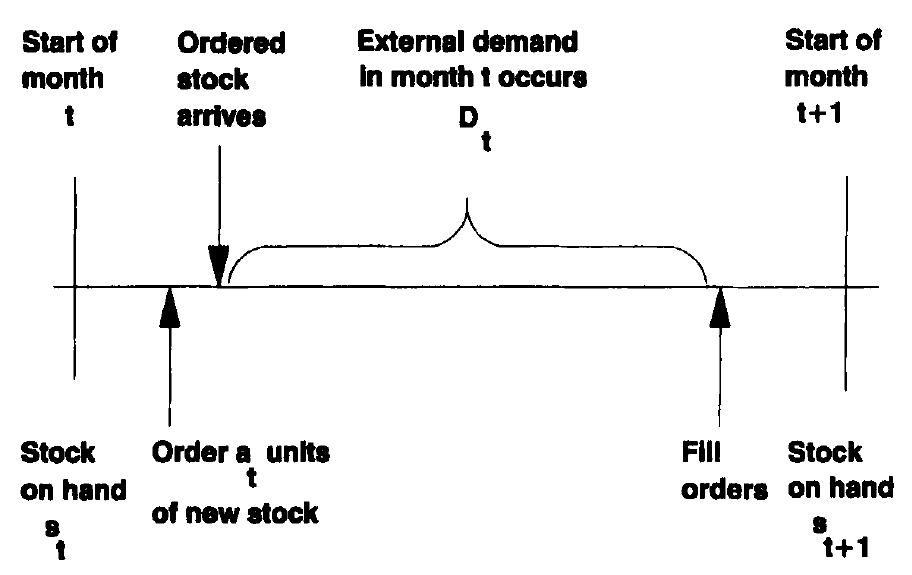 Start of
month
t
Ordered
stock
arrives
External demand
in month t occurs
D
t
Start of
month
t+1
Stock
on hand
s
t
Order a
t
units
of new stock
Fill
orders
Stock
on hand
s
t+1